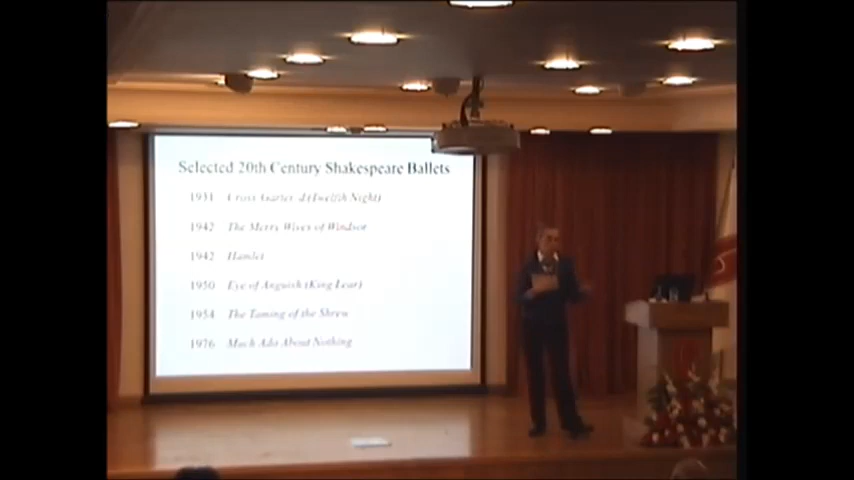 Selected 20th Century Shakespeare Ballets
1931 Cross-Garter'd (Twelfth Night)
1942 The Merry Wives of Windsor
1942 Hamlet
1950 Eye of Anguish (King Lear)
1954 The Taming of the Shrew
1976 Much Ado About Nothing